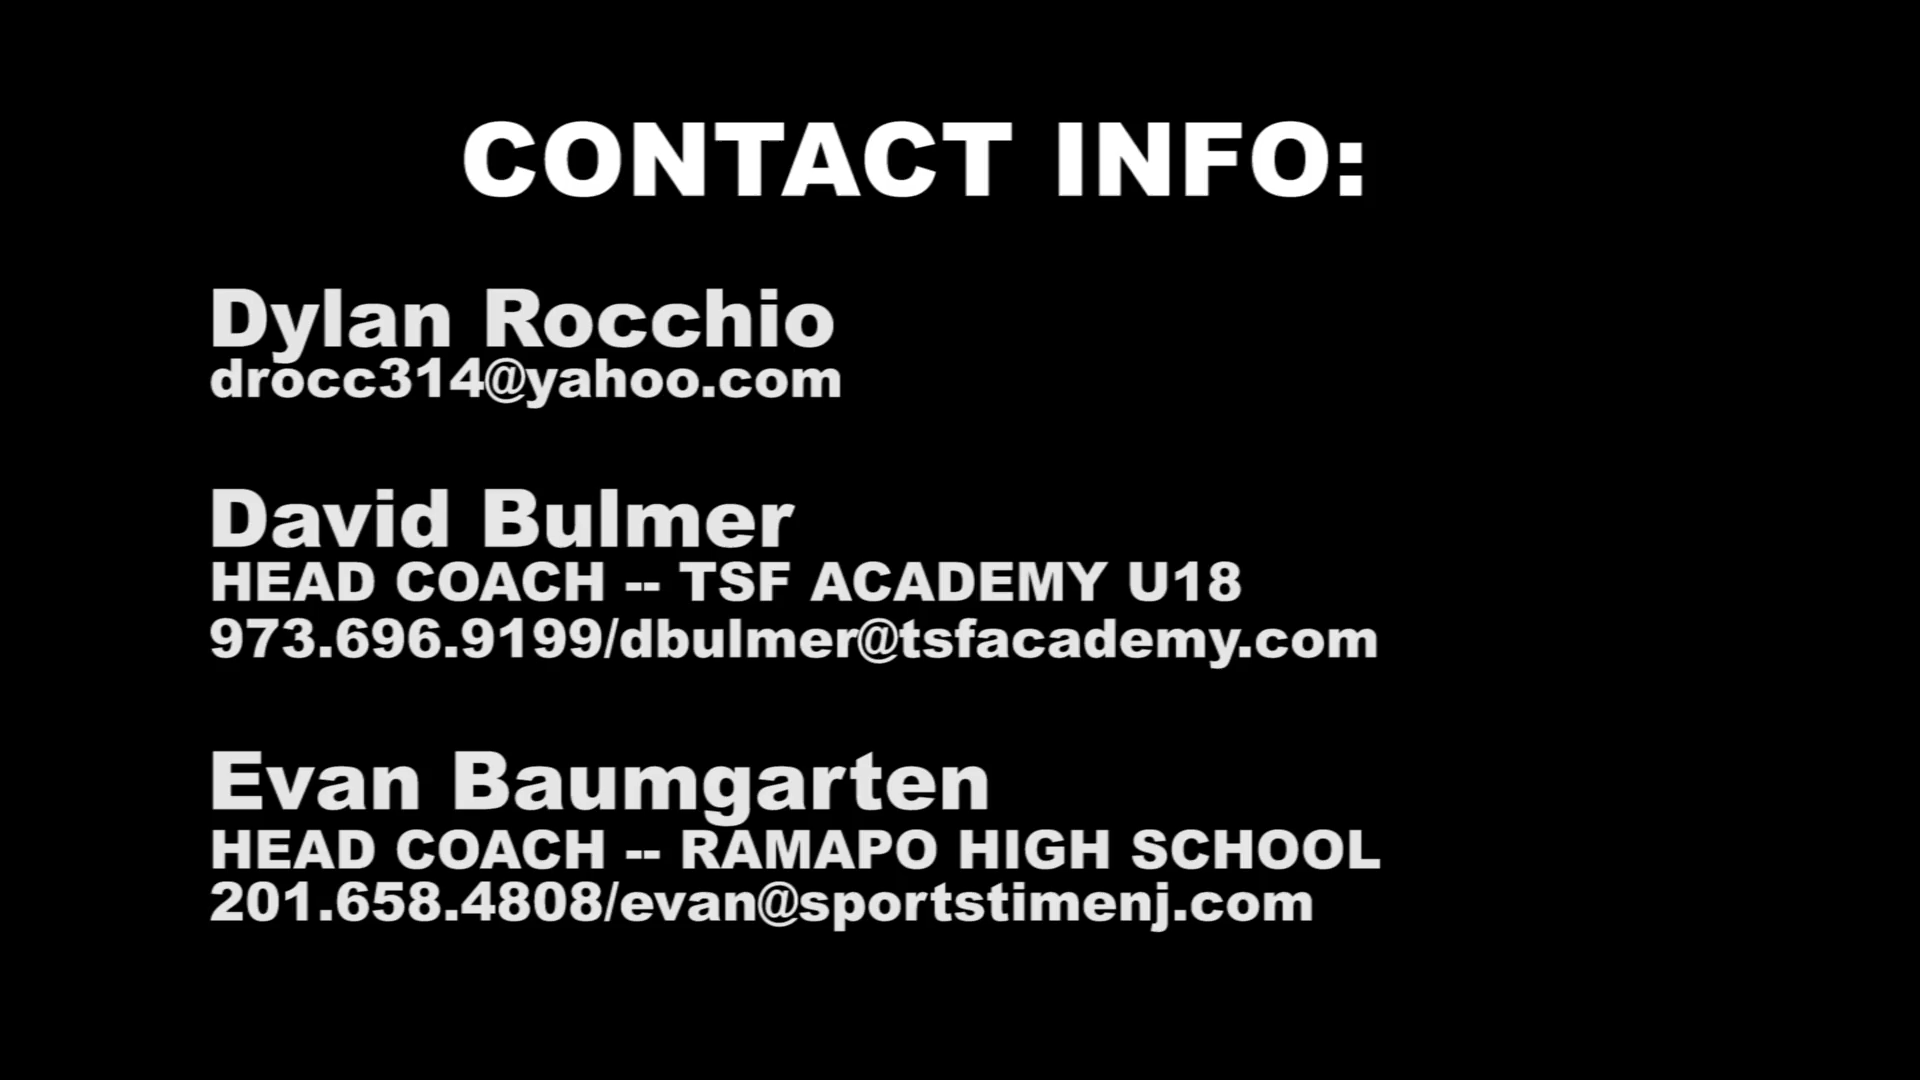 CONTACT INFO:
Dylan Rocchio
drocc314@yahoo.com
David Bulmer
HEAD COACH -- TSF ACADEMY U18
973.696.9199/dbulmer@tsfacademy.com
Evan Baumgarten
HEAD COACH -- RAMAPO HIGH SCHOOL
201.658.4808/evan@sportstimenj.com